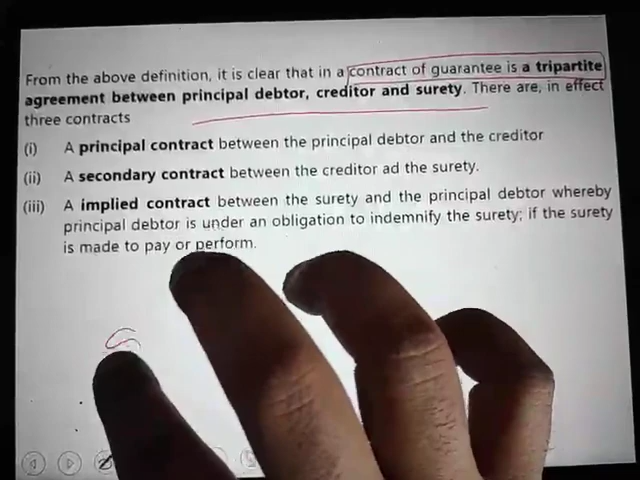 From the above definition, it is clear that in a contract of guarantee is a tripartite
agreement between principal debtor, creditor and surety. There are, in effect
three contracts
(i) A principal contract between the principal debtor and the creditor
(ii) A secondary contract between the creditor ad the surety.
(iii) A implied contract between the surety and the principal debtor whereby
principal debtor is under an obligation to indemnify the surety; if the surety
is made to pay or perform.